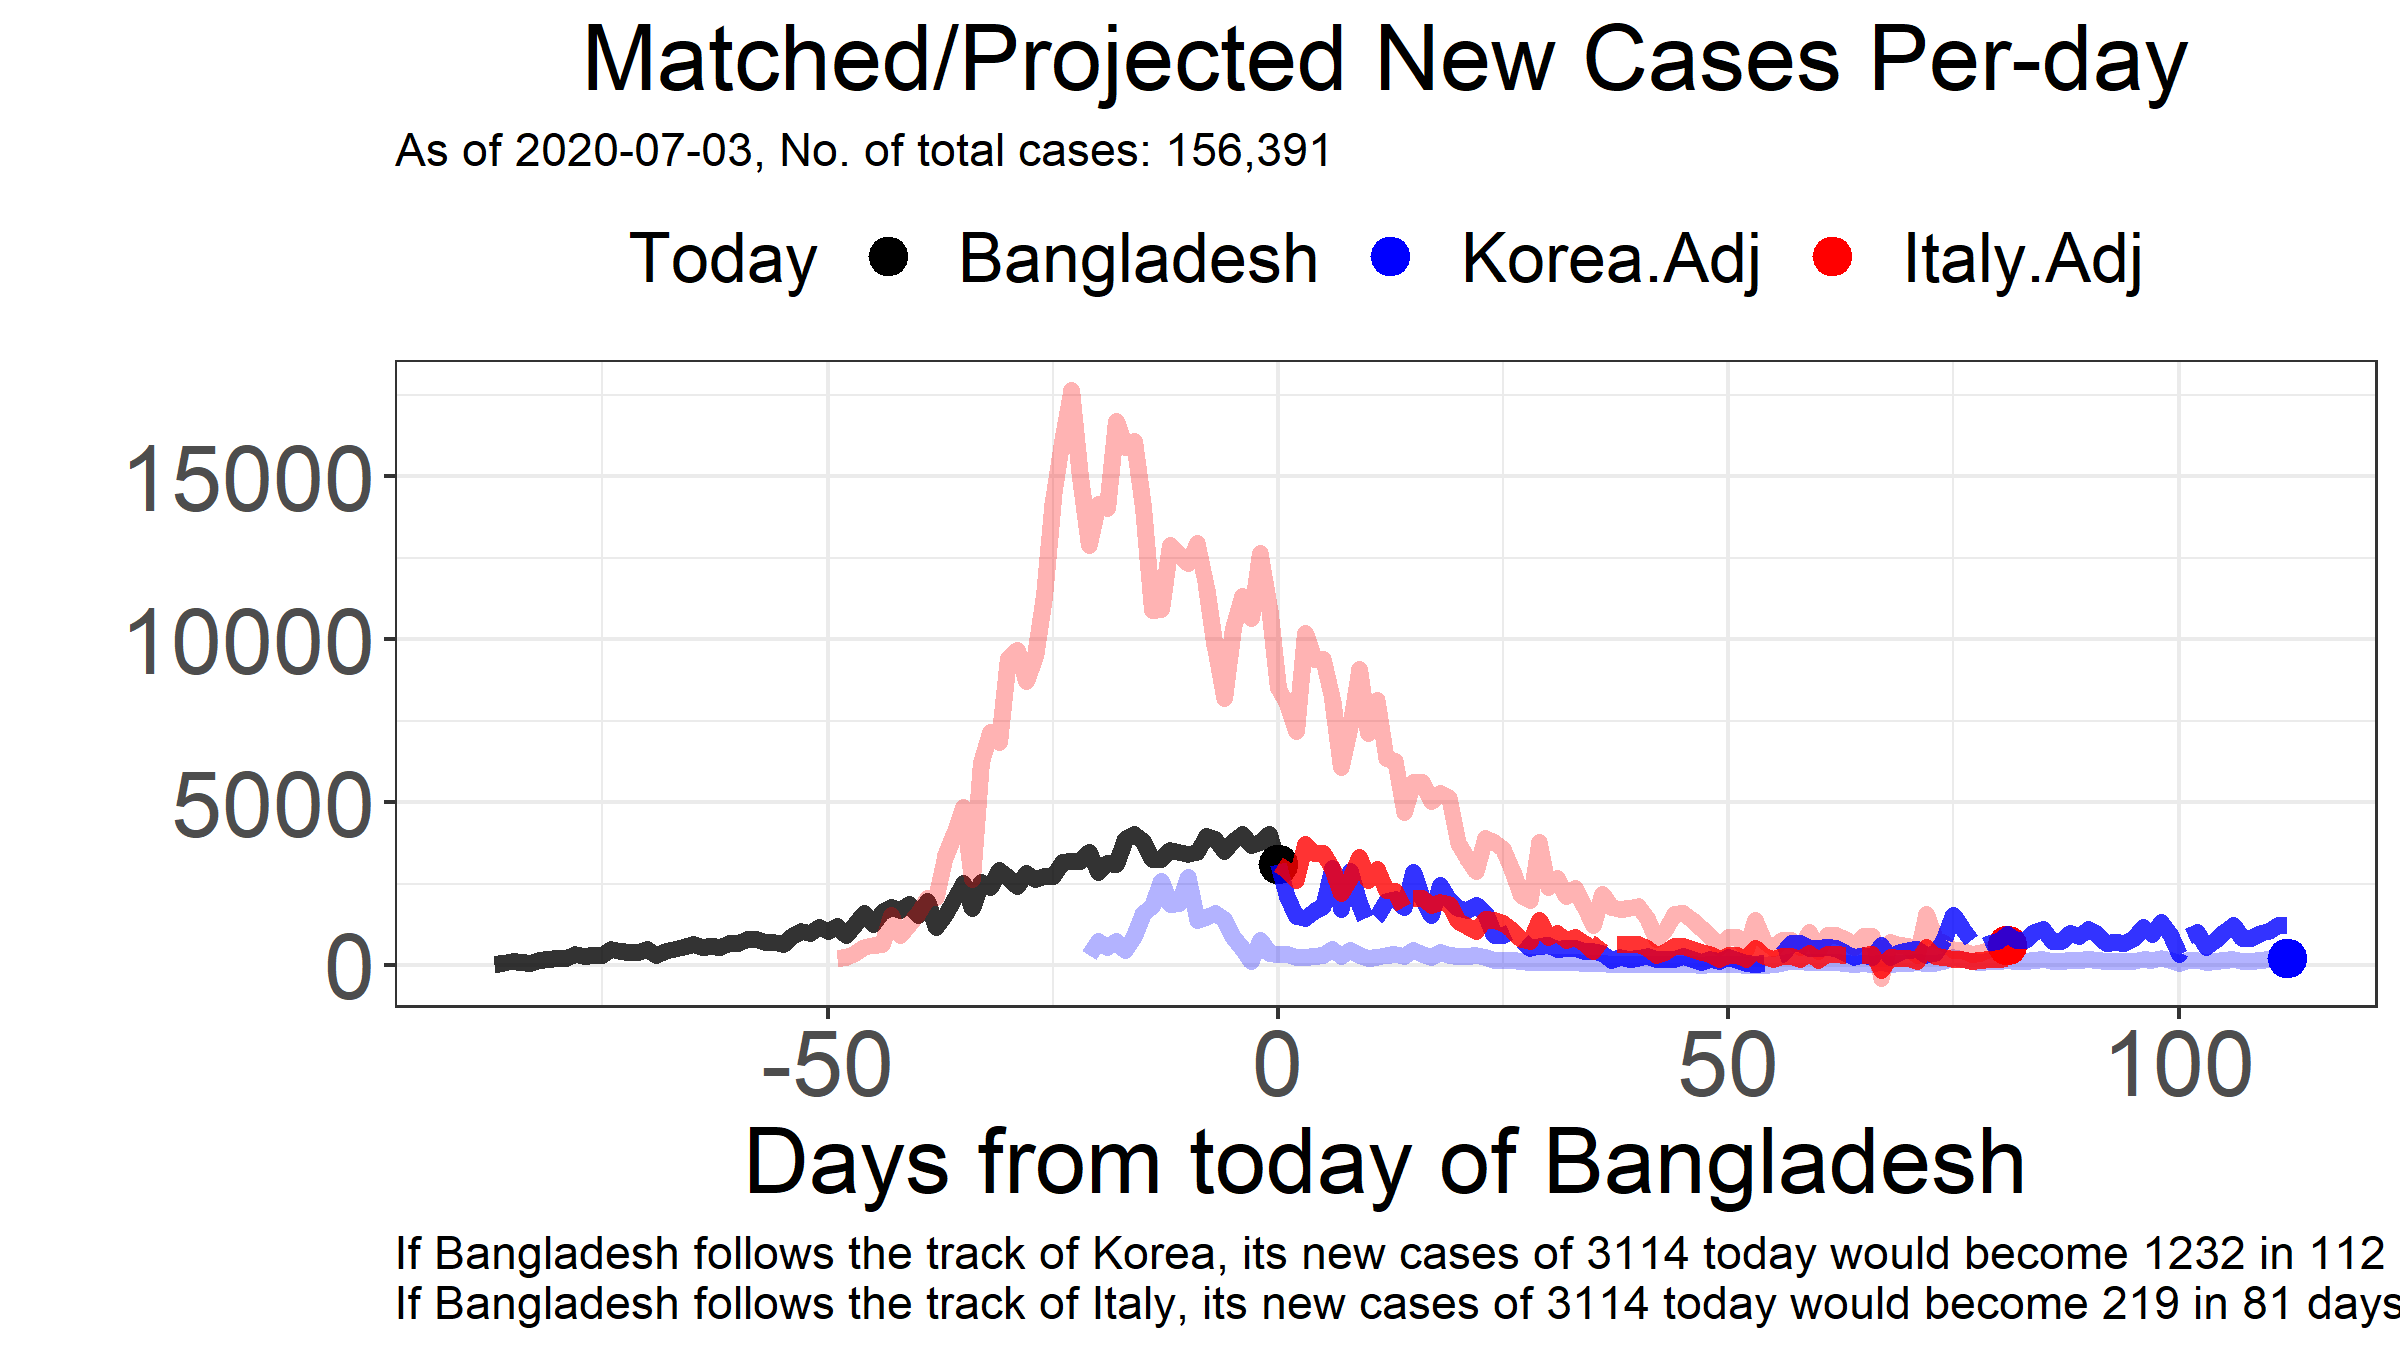 Matched/Projected New Cases Per-day
As of 2020-07-03, No. of total cases: 156,391
Today Bangladesh Korea.Adj Italy.Adj
15000
10000
5000
0
-50 0 50 100
Days from today of Bangladesh
If Bangladesh follows the track of Korea, its new cases of 3114 today would become 1232 in 112
If Bangladesh follows the track of Italy, its new cases of 3114 today would become 219 in 81 days